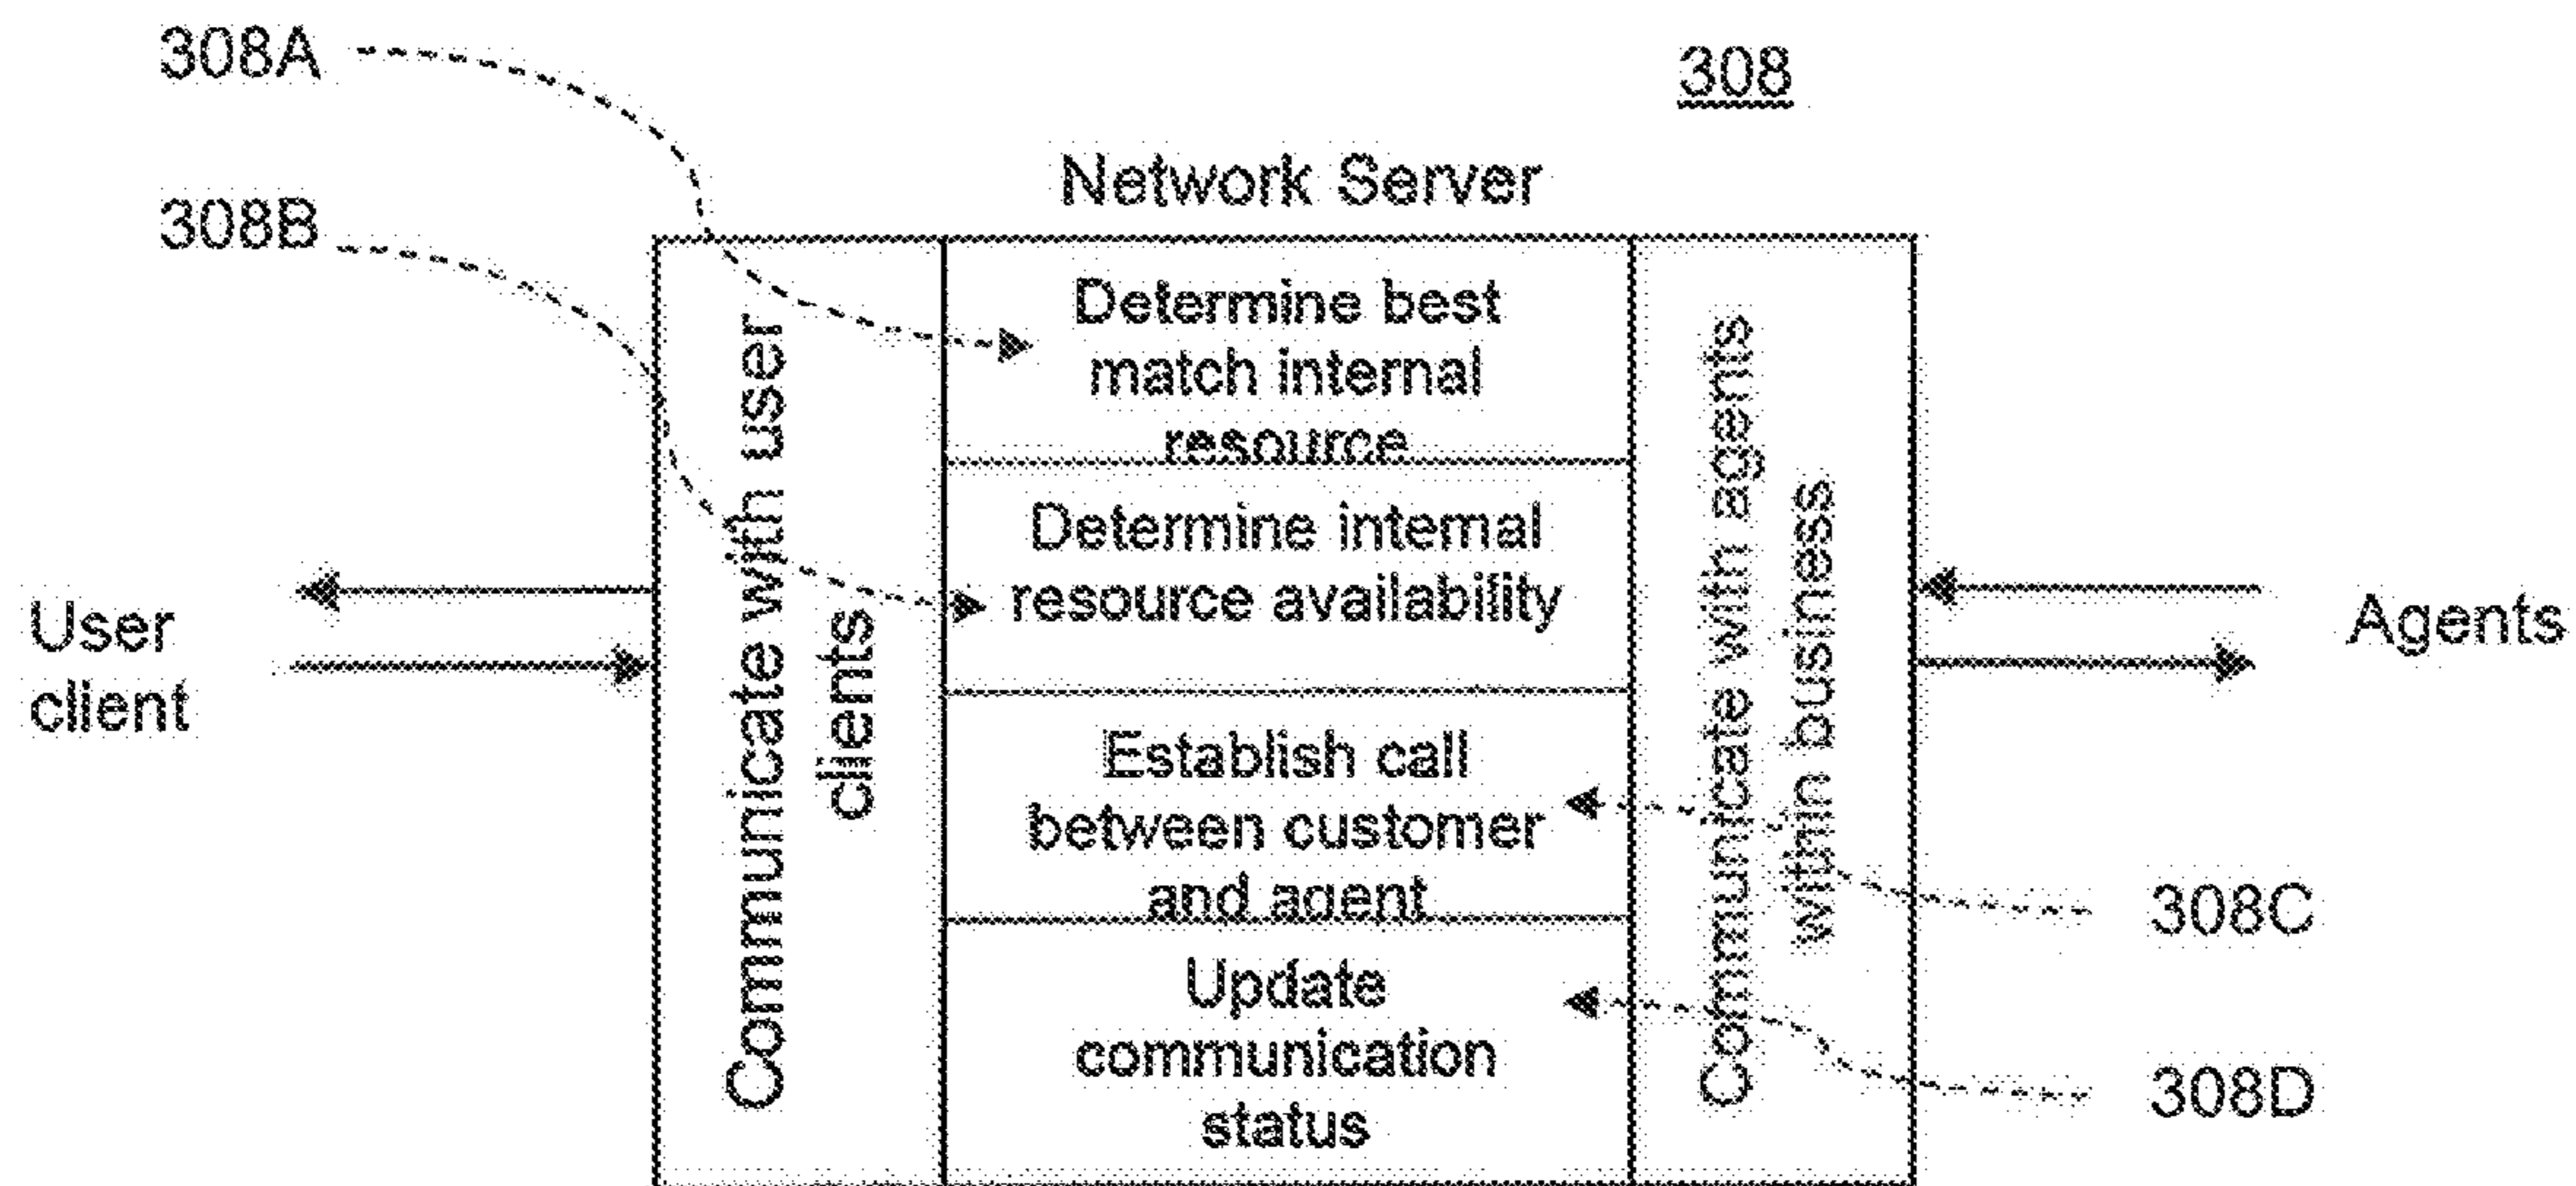 308A
308
Network Server
308B
Communicate with user
clients
Determine best
match internal
resource
Determine internal
resource availability
Establish call
between customer
and agent
Update
communication
status
Communicate with agents
within business
User
client
Agents
308C
308D